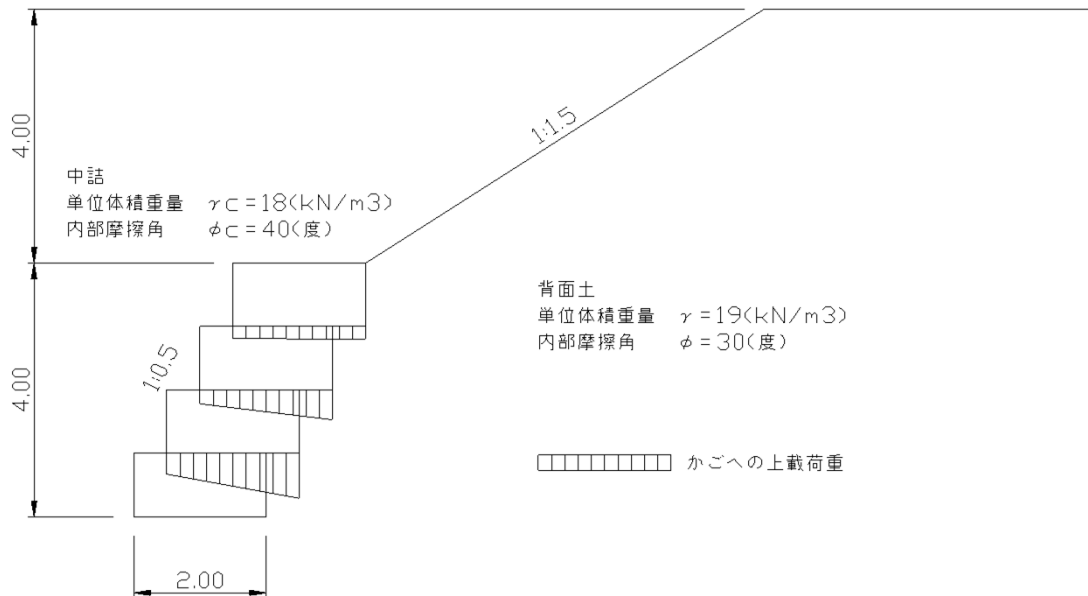 4.00
1:1.5
中詰
単位体積重量 γc=18(kN/m3)
内部摩擦角 φc=40(度)
背面土
単位体積重量 γ=19(kN/m3)
内部摩擦角 φ=30(度)
1:0.5
4.00
かごへの上載荷重
2.00